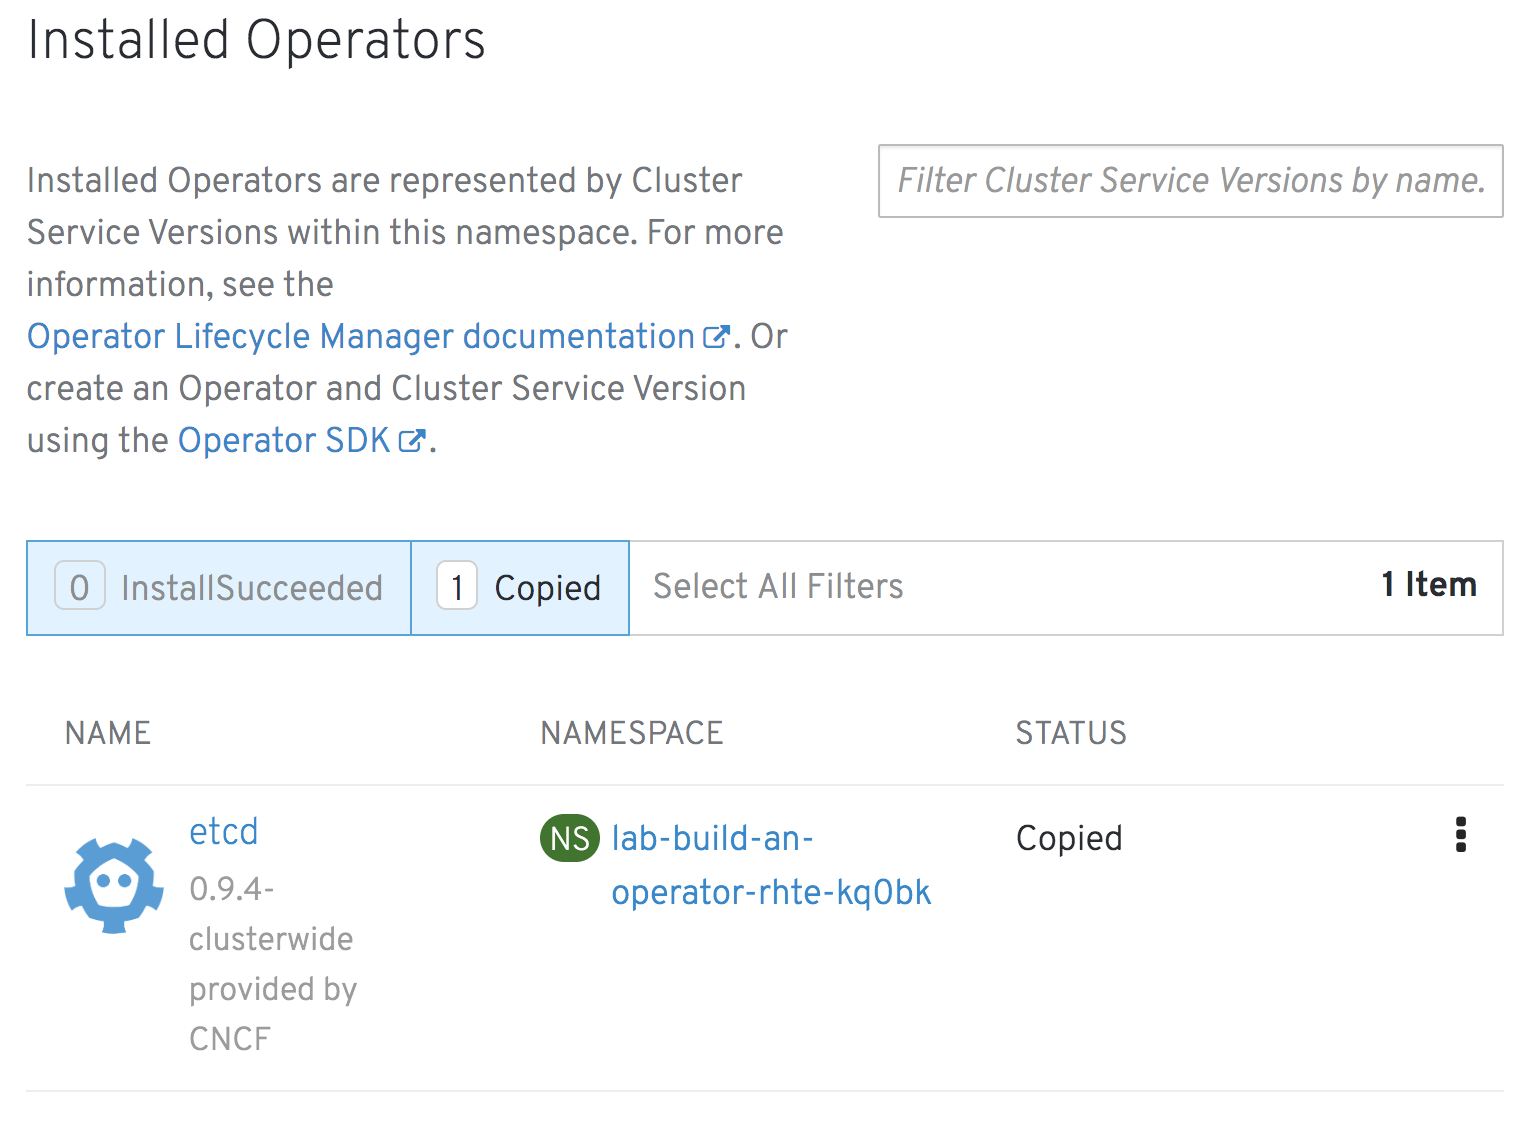 Installed Operators
Installed Operators are represented by Cluster
Service Versions within this namespace. For more
information, see the
Operator Lifecycle Manager documentation. Or
create an Operator and Cluster Service Version
using the Operator SDK.
Filter Cluster Service Versions by name.
0 InstallSucceeded 1 Copied Select All Filters 1 Item
NAME NAMESPACE STATUS
etcd
0.9.4-
clusterwide
provided by
CNCF
NS lab-build-an-
operator-rhte-kq0bk
Copied